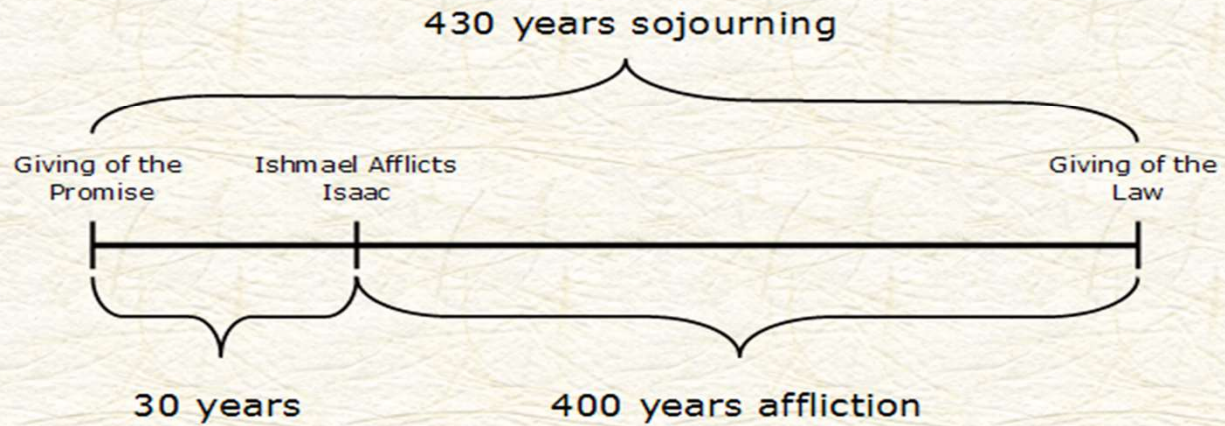 430 years sojourning
Giving of the
Promise
Ishmael Afflicts
Isaac
Giving of the
Law
30 years
400 years affliction